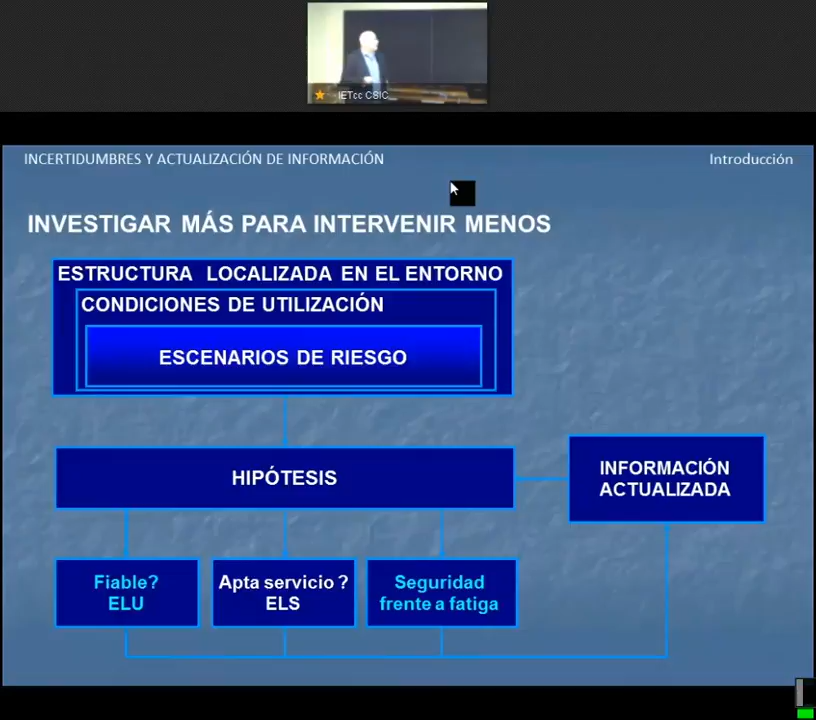 IETcc CSIC
INCERTIDUMBRES Y ACTUALIZACIÓN DE INFORMACIÓN
Introducción
INVESTIGAR MÁS PARA INTERVENIR MENOS
ESTRUCTURA LOCALIZADA EN EL ENTORNO
CONDICIONES DE UTILIZACIÓN
ESCENARIOS DE RIESGO
HIPÓTESIS
INFORMACIÓN
ACTUALIZADA
Fiable?
ELU
Apta servicio ?
ELS
Seguridad
frente a fatiga